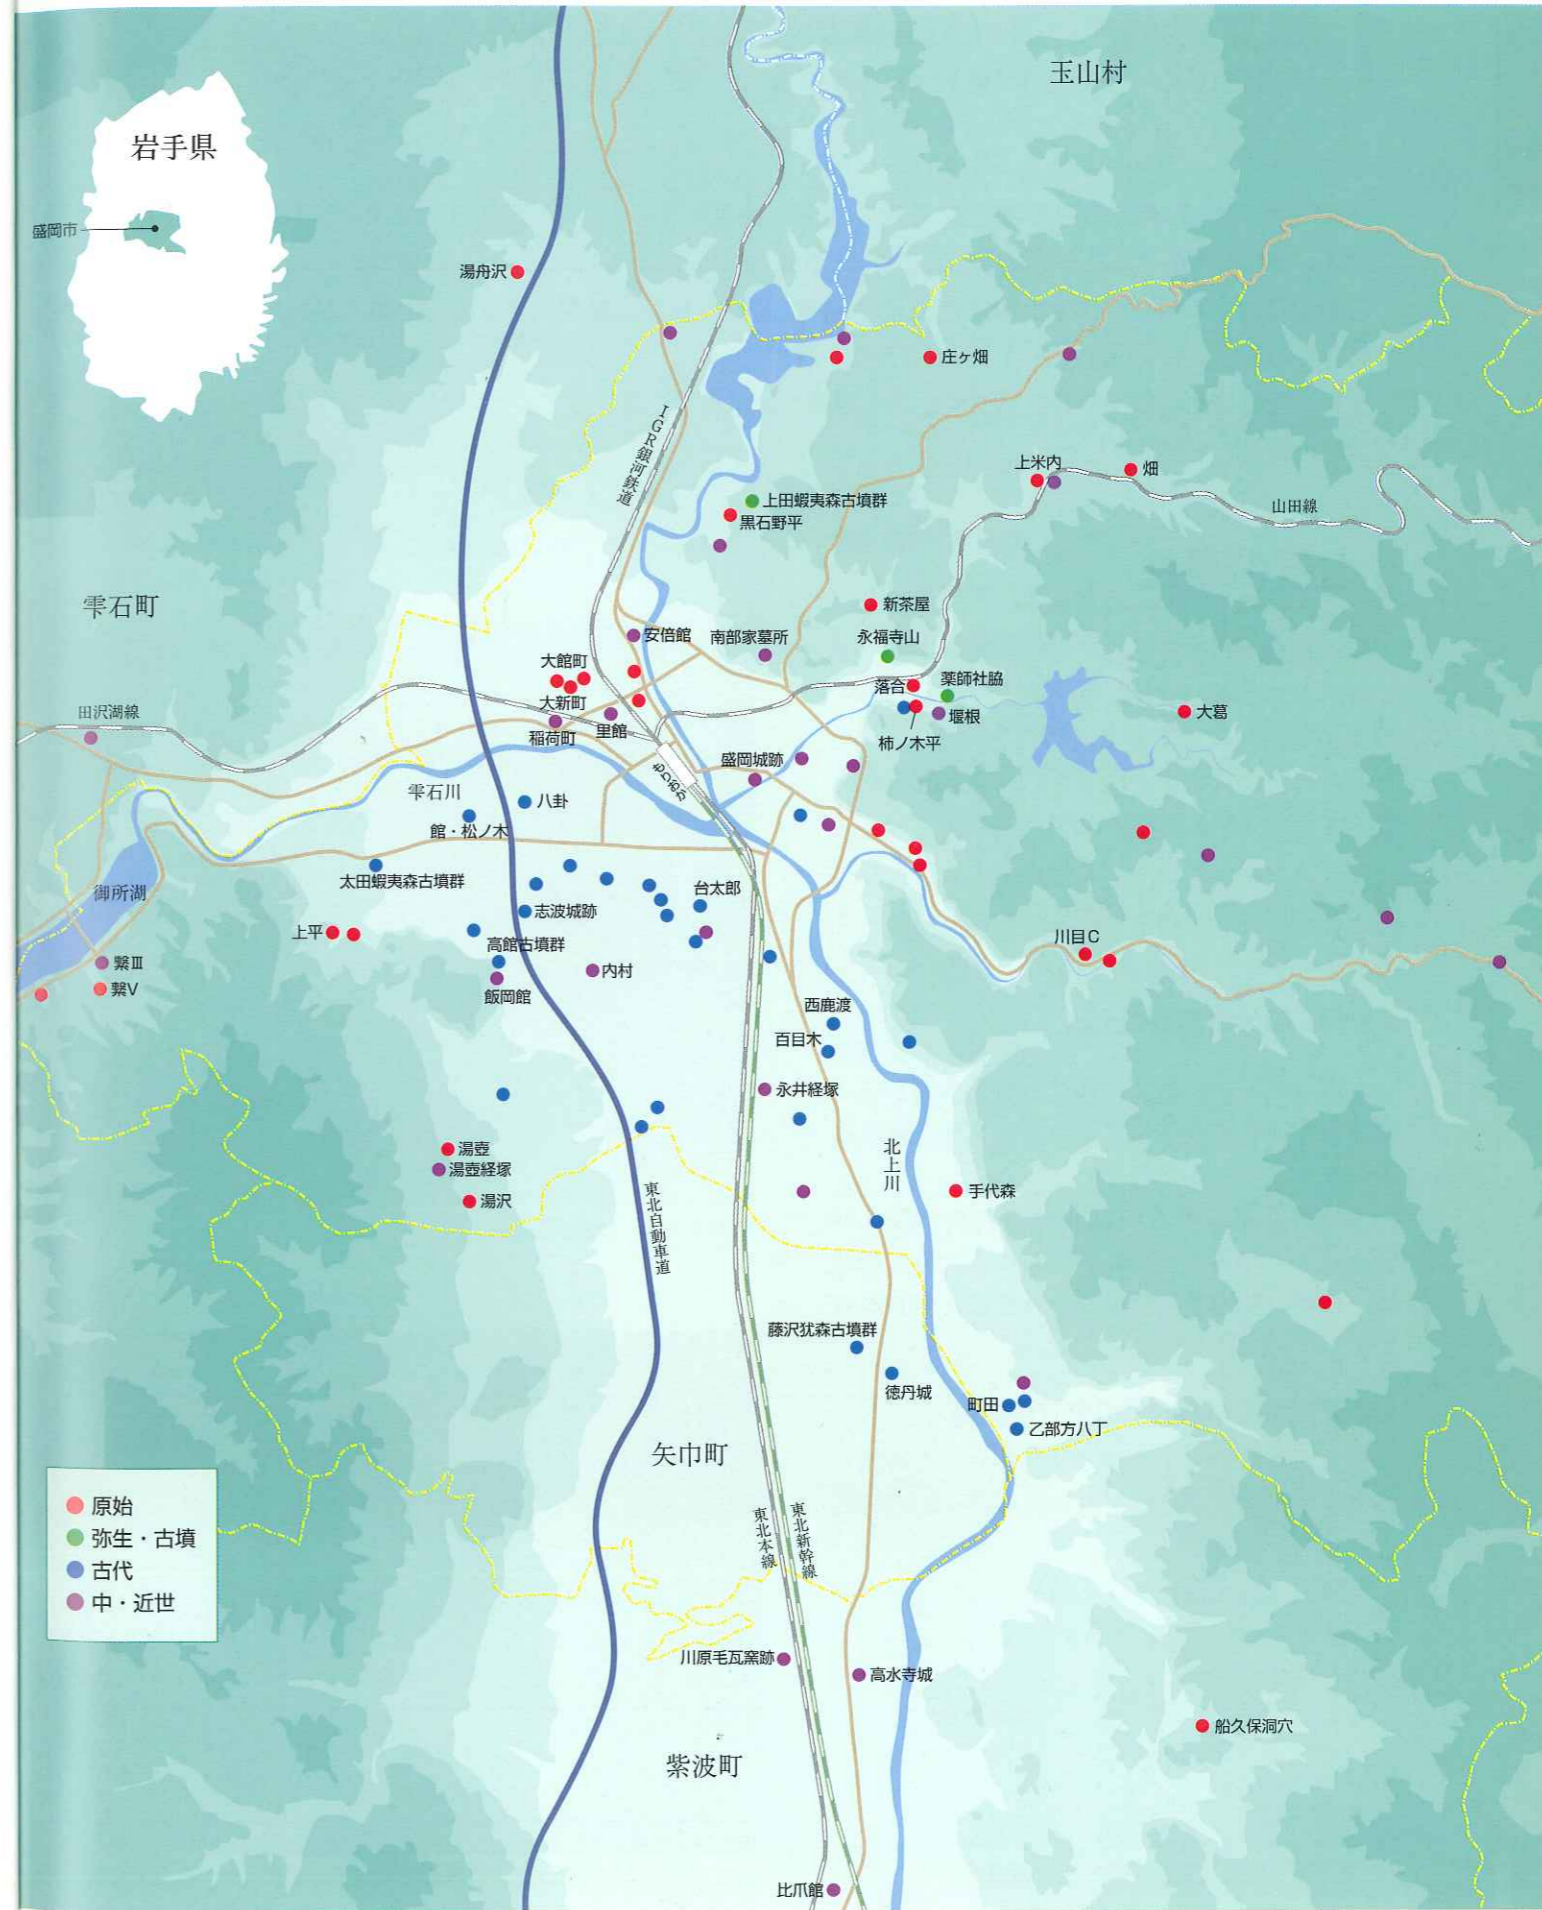 玉山村
岩手県
盛岡市
湯舟沢
庄ヶ畑
IGR銀河鉄道
上米内
畑
山田線
上田蝦夷森古墳群
黒石野平
雫石町
新茶屋
安倍館
南部家墓所
永福寺山
大館町
落合
薬師社脇
大新町
田沢湖線
里館
堰根
大葛
稲荷町
柿ノ木平
盛岡城跡
もりおか
雫石川
八卦
館・松ノ木
太田蝦夷森古墳群
御所湖
台太郎
志波城跡
上平
高館古墳群
川目C
繋Ⅲ
内村
繋Ⅴ
飯岡館
西鹿渡
百目木
永井経塚
北上川
湯壺
湯壺経塚
手代森
湯沢
東北自動車道
藤沢狄森古墳群
徳丹城
町田
乙部方八丁
矢巾町
原始
弥生・古墳
古代
中・近世
東北本線
東北新幹線
川原毛瓦窯跡
高水寺城
船久保洞穴
紫波町
比爪館